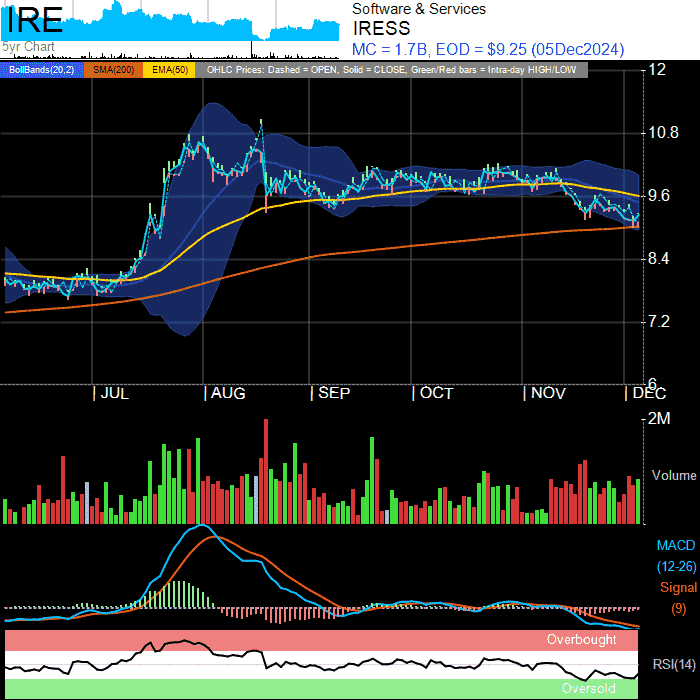 IRE
5yr Chart
Software & Services
IRESS
MC = 1.7B, EOD = $9.25 (05Dec2024)
BollBands(20,2) SMA(200) EMA(50) OHLC Prices: Dashed = OPEN, Solid = CLOSE, Green/Red bars = Intra-day HIGH/LOW
12
10.8
9.6
8.4
7.2
6
JUL AUG SEP OCT NOV DEC
2M
Volume
MACD
(12-26)
Signal
(9)
Overbought
RSI(14)
Oversold